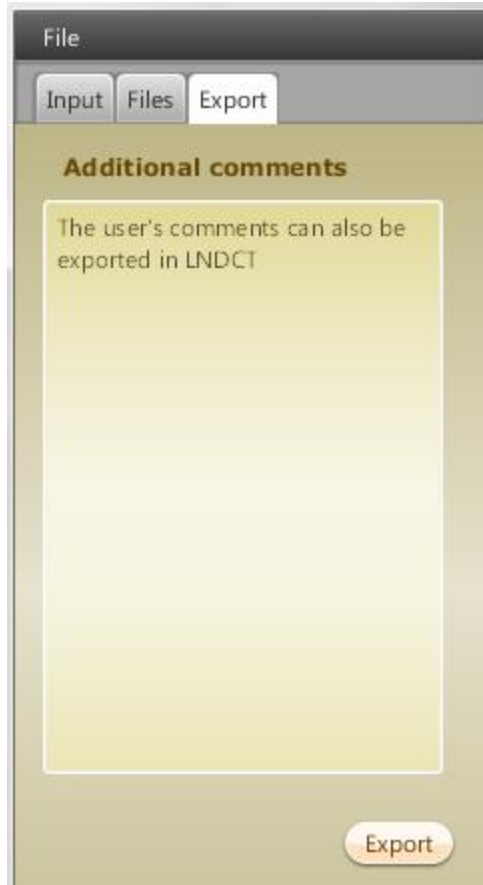 File
Input Files Export
Additional comments
The user's comments can also be
exported in LNDCT
Export